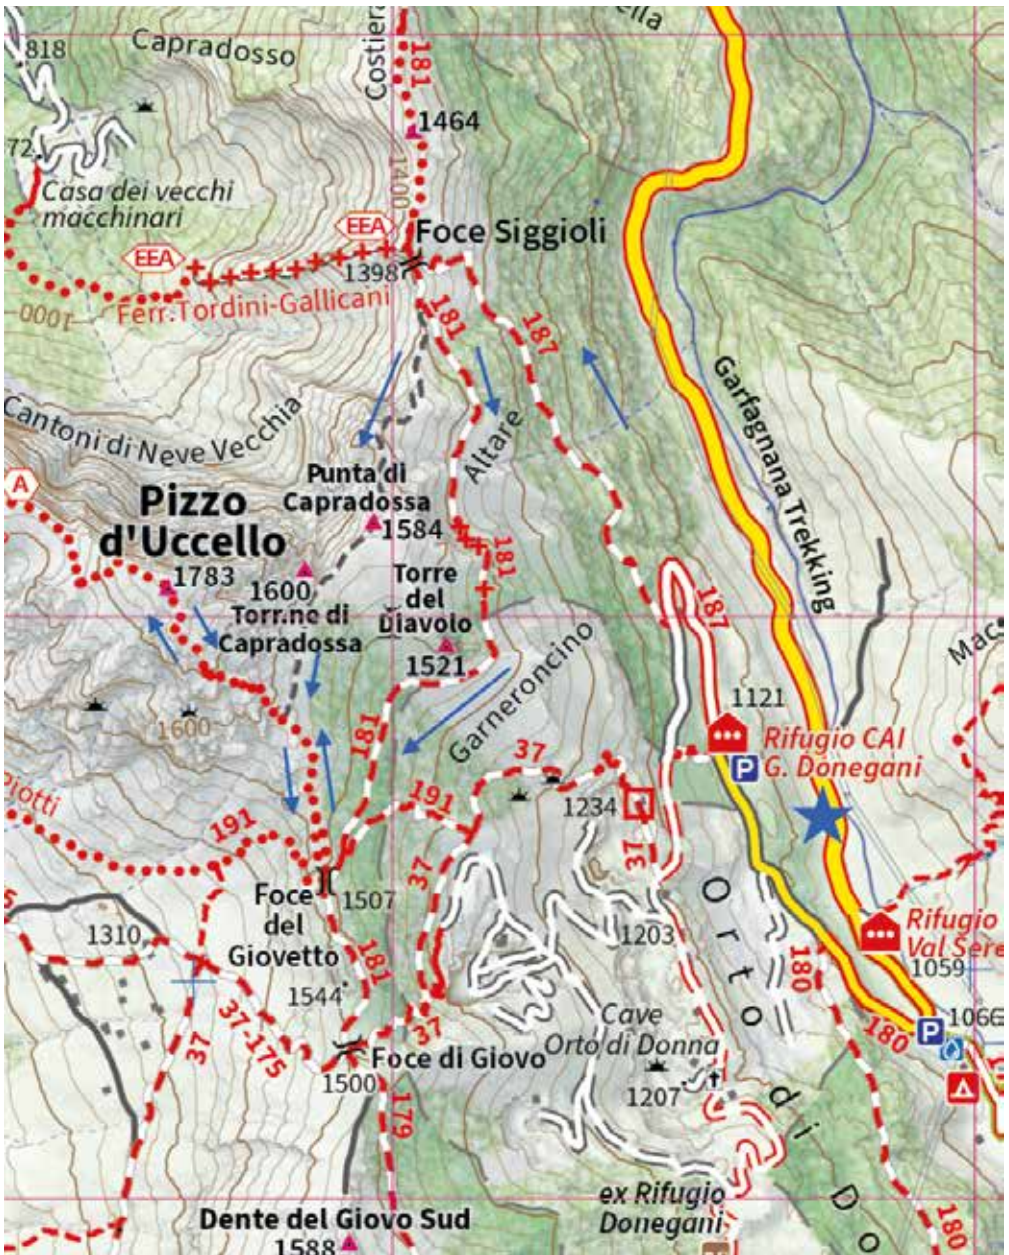 818
Capradosso
Costiera
181
ella
72
Casa dei vecchi
macchinari
1464
1400
EEA
EEA
Foce Siggioli
1398
Ferr.Tordini-Gallicani
1000
181
187
Cantoni di Neve Vecchia
Altare
Garfagnana Trekking
A
Punta di
Capradossa
1584
Pizzo
d'Uccello
1783
1600
Torr.ne di
Capradossa
181
Torre
del
Diavolo
1521
187
Garneroncino
1600
181
1121
Rifugio CAI
G. Donegani
P
37
191
1234
37
191
37
Foce
del
Giovetto
1507
181
1544
1310
37
37-175
37
Foce di Giovo
1500
179
1203
Orto di Do
180
Rifugio
Val Sere
1059
P
1066
180
Cave
Orto di Donna
1207
ex Rifugio
Donegani
180
Dente del Giovo Sud
1588